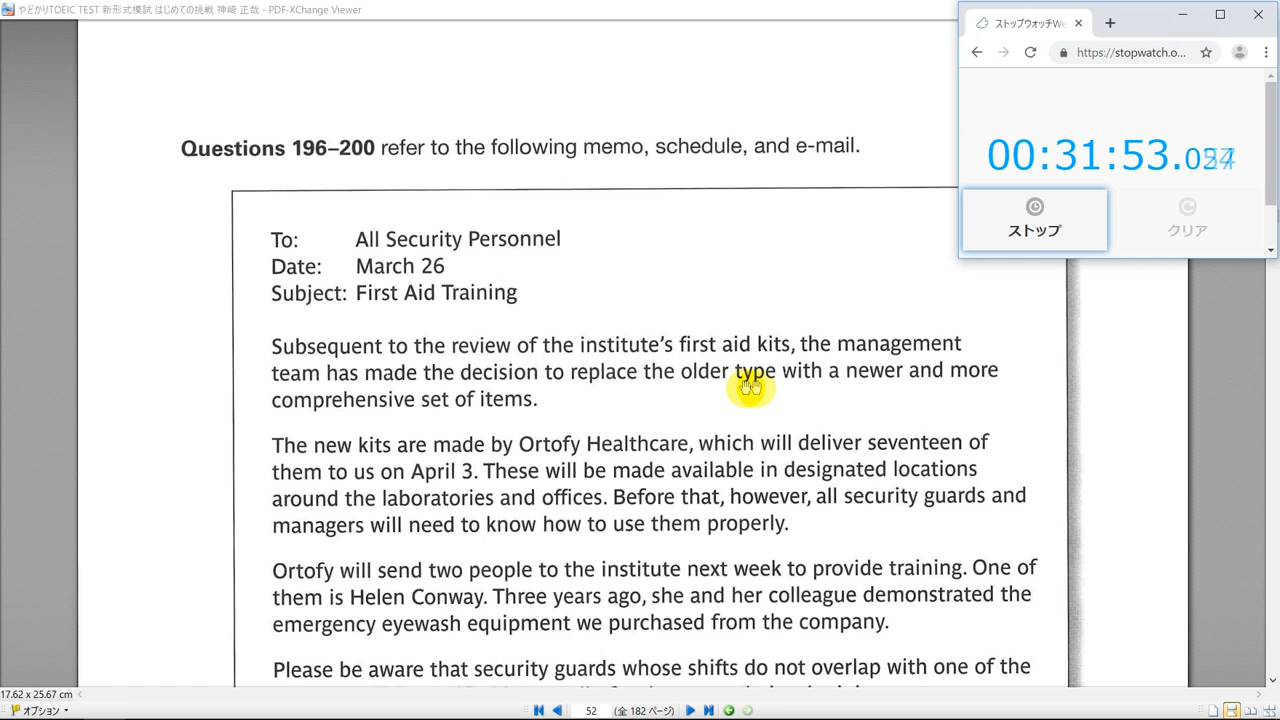 やどかりTOEIC TEST 新形式模試 はじめての挑戦 神崎 正哉 - PDF-XChange Viewer
ストップウォッチWe
https://stopwatch.o...
00:31:53.
ストップ
クリア
Questions 196–200 refer to the following memo, schedule, and e-mail.
To: All Security Personnel
Date: March 26
Subject: First Aid Training
Subsequent to the review of the institute's first aid kits, the management
team has made the decision to replace the older type with a newer and more
comprehensive set of items.
The new kits are made by Ortofy Healthcare, which will deliver seventeen of
them to us on April 3. These will be made available in designated locations
around the laboratories and offices. Before that, however, all security guards and
managers will need to know how to use them properly.
Ortofy will send two people to the institute next week to provide training. One of
them is Helen Conway. Three years ago, she and her colleague demonstrated the
emergency eyewash equipment we purchased from the company.
Please be aware that security guards whose shifts do not overlap with one of the
17.62 x 25.67 cm
オプション
52
(全 182 ページ)